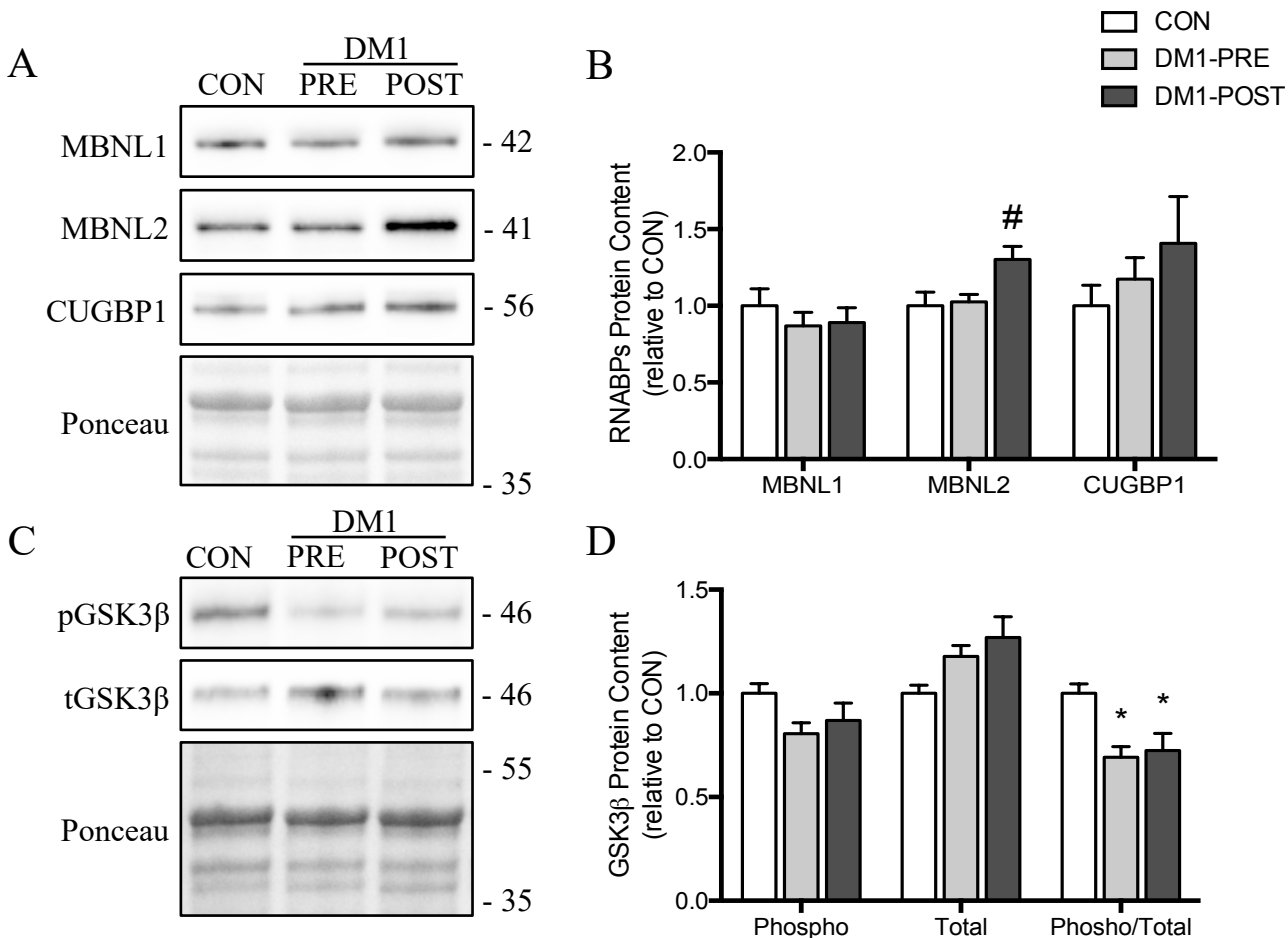 A
DM1
CON PRE POST
MBNL1 - 42
MBNL2 - 41
CUGBP1 - 56
Ponceau
- 35
B
CON
DM1-PRE
DM1-POST
RNABPs Protein Content
(relative to CON)
2.0
1.5
1.0
0.5
0.0
#
MBNL1 MBNL2 CUGBP1
C
DM1
CON PRE POST
pGSK3β - 46
tGSK3β - 46
- 55
Ponceau
- 35
D
GSK3β Protein Content
(relative to CON)
1.5
1.0
0.5
0.0
* *
Phospho Total Phosho/Total